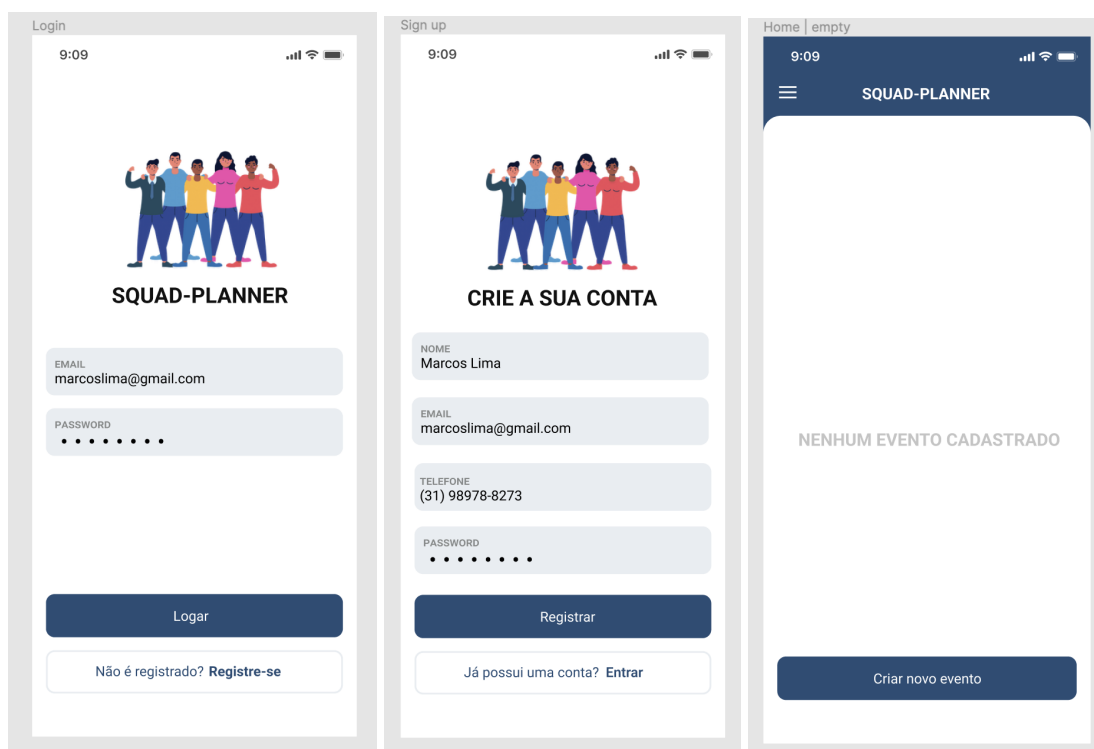 Login
9:09
SQUAD-PLANNER
EMAIL
marcoslima@gmail.com
PASSWORD
Logar
Não é registrado? Registre-se
Sign up
9:09
CRIE A SUA CONTA
NOME
Marcos Lima
EMAIL
marcoslima@gmail.com
TELEFONE
(31) 98978-8273
PASSWORD
Registrar
Já possui uma conta? Entrar
Home | empty
9:09
SQUAD-PLANNER
NENHUM EVENTO CADASTRADO
Criar novo evento